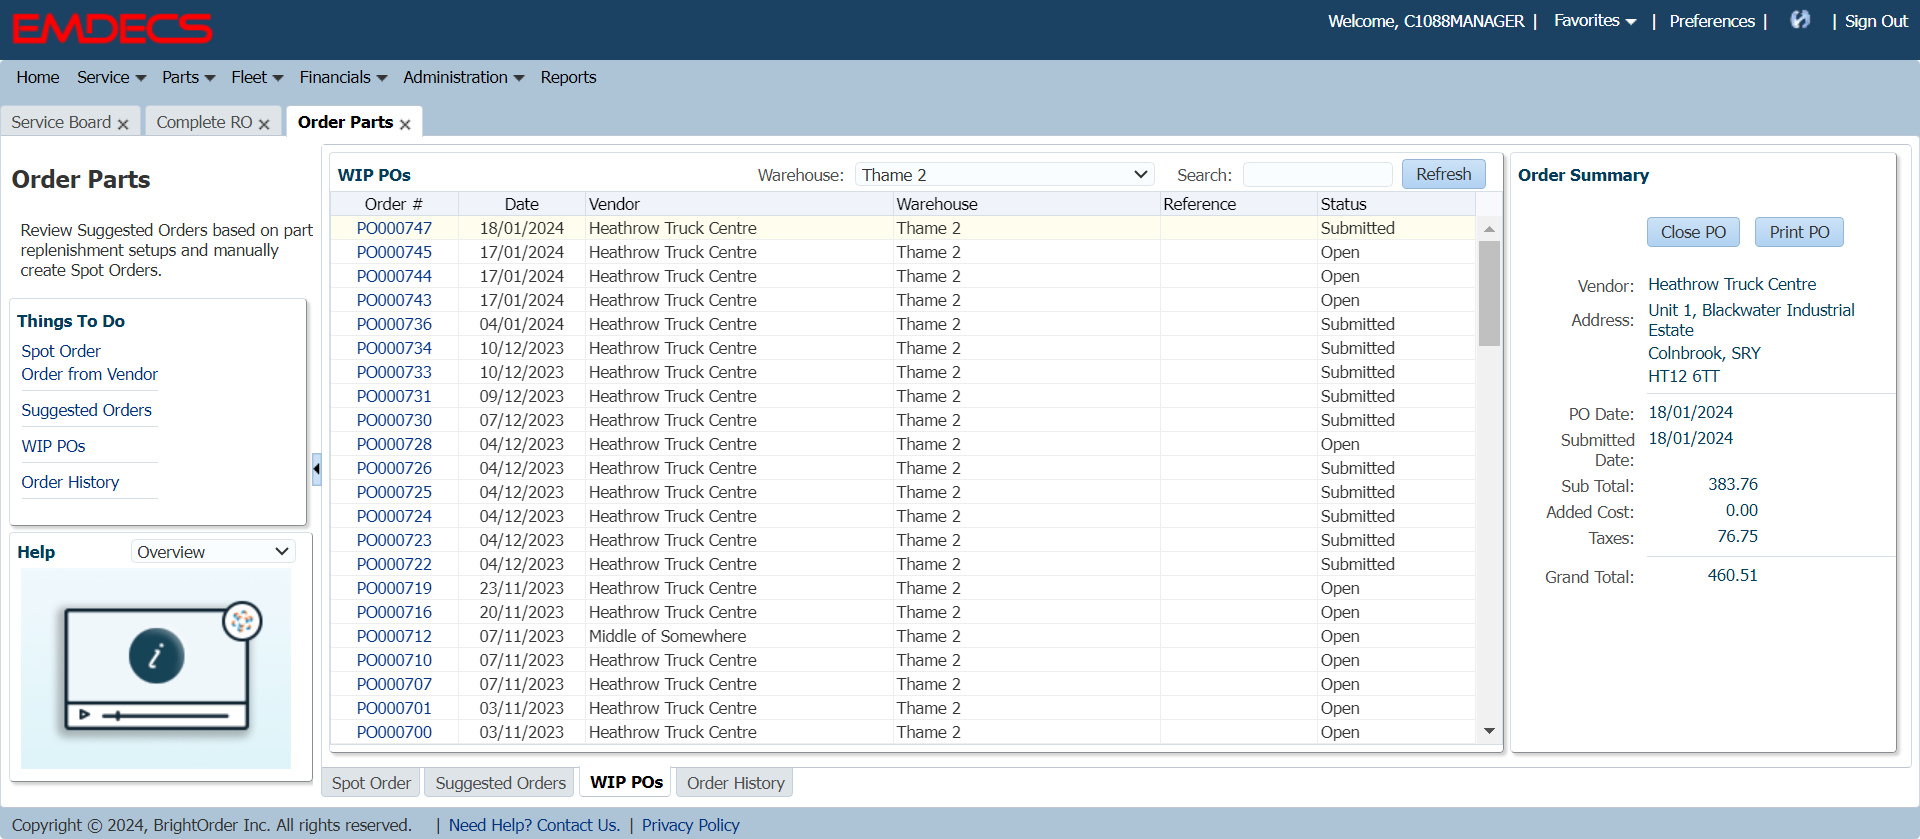 EMDECS
Welcome, C1088MANAGER | Favorites | Preferences | | Sign Out
Home Service Parts Fleet Financials Administration Reports
Service Board Complete RO Order Parts
Order Parts
Review Suggested Orders based on part
replenishment setups and manually
create Spot Orders.
Things To Do
Spot Order
Order from Vendor
Suggested Orders
WIP POs
Order History
Help Overview
i
WIP POs Warehouse: Thame 2 Search: Refresh
Order # Date Vendor Warehouse Reference Status
PO000747 18/01/2024 Heathrow Truck Centre Thame 2 Submitted
PO000745 17/01/2024 Heathrow Truck Centre Thame 2 Open
PO000744 17/01/2024 Heathrow Truck Centre Thame 2 Open
PO000743 17/01/2024 Heathrow Truck Centre Thame 2 Open
PO000736 04/01/2024 Heathrow Truck Centre Thame 2 Submitted
PO000734 10/12/2023 Heathrow Truck Centre Thame 2 Submitted
PO000733 10/12/2023 Heathrow Truck Centre Thame 2 Submitted
PO000731 09/12/2023 Heathrow Truck Centre Thame 2 Submitted
PO000730 07/12/2023 Heathrow Truck Centre Thame 2 Submitted
PO000728 04/12/2023 Heathrow Truck Centre Thame 2 Open
PO000726 04/12/2023 Heathrow Truck Centre Thame 2 Submitted
PO000725 04/12/2023 Heathrow Truck Centre Thame 2 Submitted
PO000724 04/12/2023 Heathrow Truck Centre Thame 2 Submitted
PO000723 04/12/2023 Heathrow Truck Centre Thame 2 Submitted
PO000722 04/12/2023 Heathrow Truck Centre Thame 2 Submitted
PO000719 23/11/2023 Heathrow Truck Centre Thame 2 Open
PO000716 20/11/2023 Heathrow Truck Centre Thame 2 Open
PO000712 07/11/2023 Middle of Somewhere Thame 2 Open
PO000710 07/11/2023 Heathrow Truck Centre Thame 2 Open
PO000707 07/11/2023 Heathrow Truck Centre Thame 2 Open
PO000701 03/11/2023 Heathrow Truck Centre Thame 2 Open
PO000700 03/11/2023 Heathrow Truck Centre Thame 2 Open
Order Summary
Close PO Print PO
Vendor: Heathrow Truck Centre
Address: Unit 1, Blackwater Industrial
Estate
Colnbrook, SRY
HT12 6TT
PO Date: 18/01/2024
Submitted Date: 18/01/2024
Sub Total: 383.76
Added Cost: 0.00
Taxes: 76.75
Grand Total: 460.51
Spot Order Suggested Orders WIP POs Order History
Copyright © 2024, BrightOrder Inc. All rights reserved. | Need Help? Contact Us. | Privacy Policy